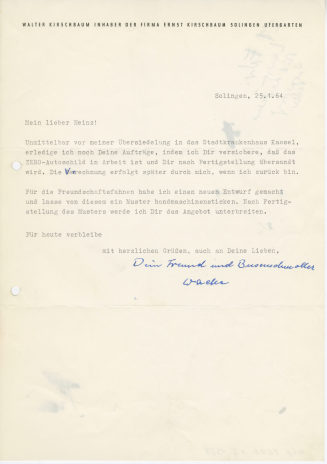 WALTER KIRSCHBAUM INHABER DER FIRMA ERNST KIRSCHBAUM SOLINGEN UFERGARTEN
Solingen, 25.1.64
Mein lieber Heinz!
Unmittelbar vor meiner Übersiedelung in das Stadtkrankenhaus Kassel,
erledige ich noch Deine Aufträge, indem ich Dir versichere, daß das
ZERO-Autoschild in Arbeit ist und Dir nach Fertigstellung übersandt
wird. Die Verechnung erfolgt später durch mich, wenn ich zurück bin.
Für die Freundschaftsfahnen habe ich einen neuen Entwurf gemacht
und lasse von diesem ein Muster handmaschinensticken. Nach Fertig-
stellung des Musters werde ich Dir das Angebot unterbreiten.
Für heute verbleibe
mit herzlichen Grüßen, auch an Deine Lieben,
Dein Freund und